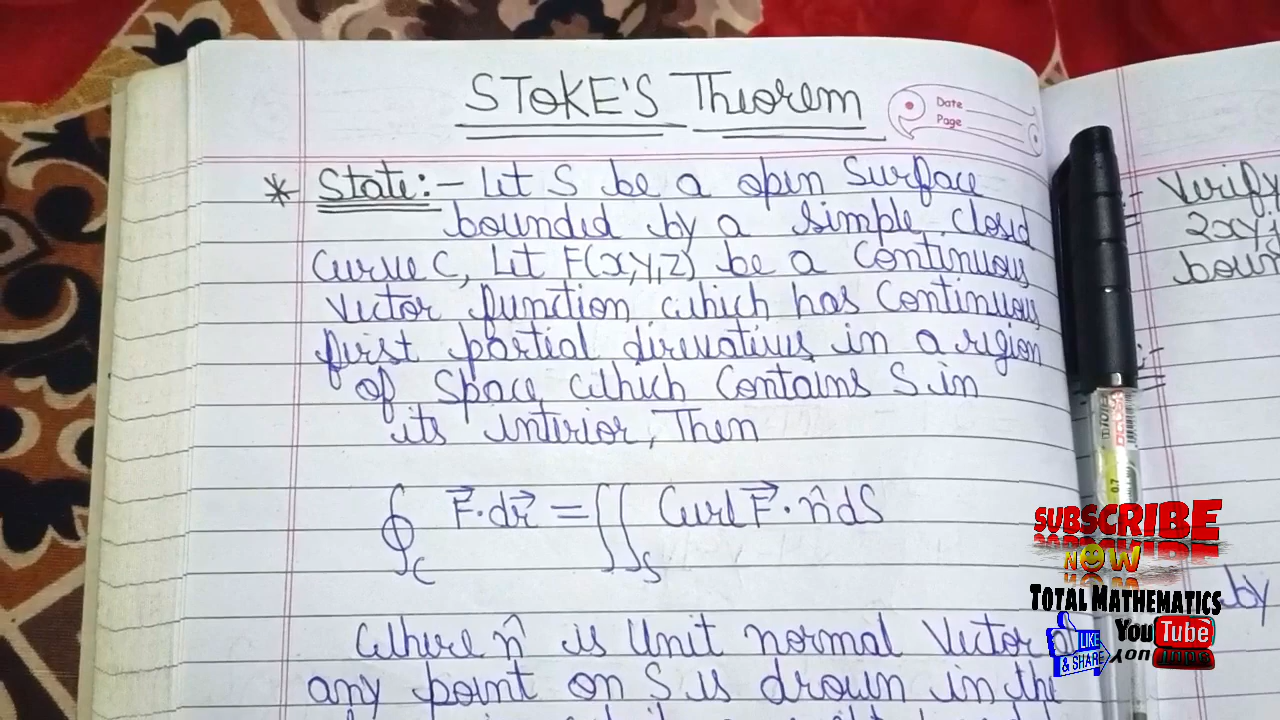 STOKE'S Theorem
Date
Page
* State:- Let S be a open Surface
bounded by a simple closed
Curve C, Let F(x,y,z) be a Continuous
Vector function which has Continuous
first partial dirivatives in a region
of Space which Contains S in
its interior, Then
∮C F⃗.dr⃗ = ∬S Curl F⃗ . n̂ dS
where n̂ is Unit normal Vector
any point on S is drown in the
Verify
2xyj
boun
by
SUBSCRIBE
NOW
TOTAL MATHEMATICS
LIKE
& SHARE
YouTube